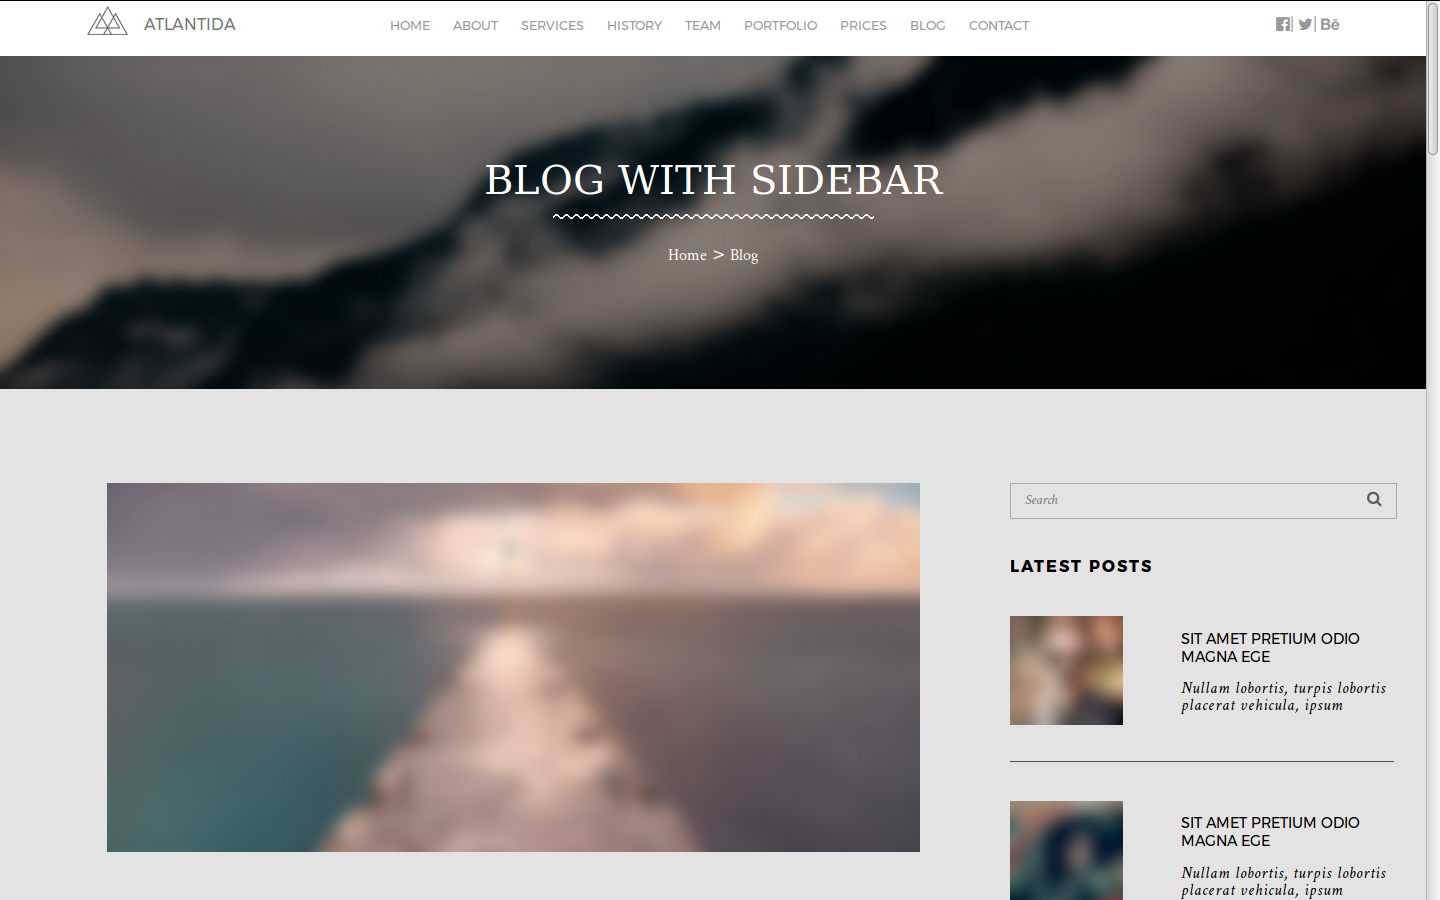 ATLANTIDA
HOME ABOUT SERVICES HISTORY TEAM PORTFOLIO PRICES BLOG CONTACT
Bē
BLOG WITH SIDEBAR
Home > Blog
Search
LATEST POSTS
SIT AMET PRETIUM ODIO
MAGNA EGE
Nullam lobortis, turpis lobortis
placerat vehicula, ipsum
SIT AMET PRETIUM ODIO
MAGNA EGE
Nullam lobortis, turpis lobortis
placerat vehicula, ipsum